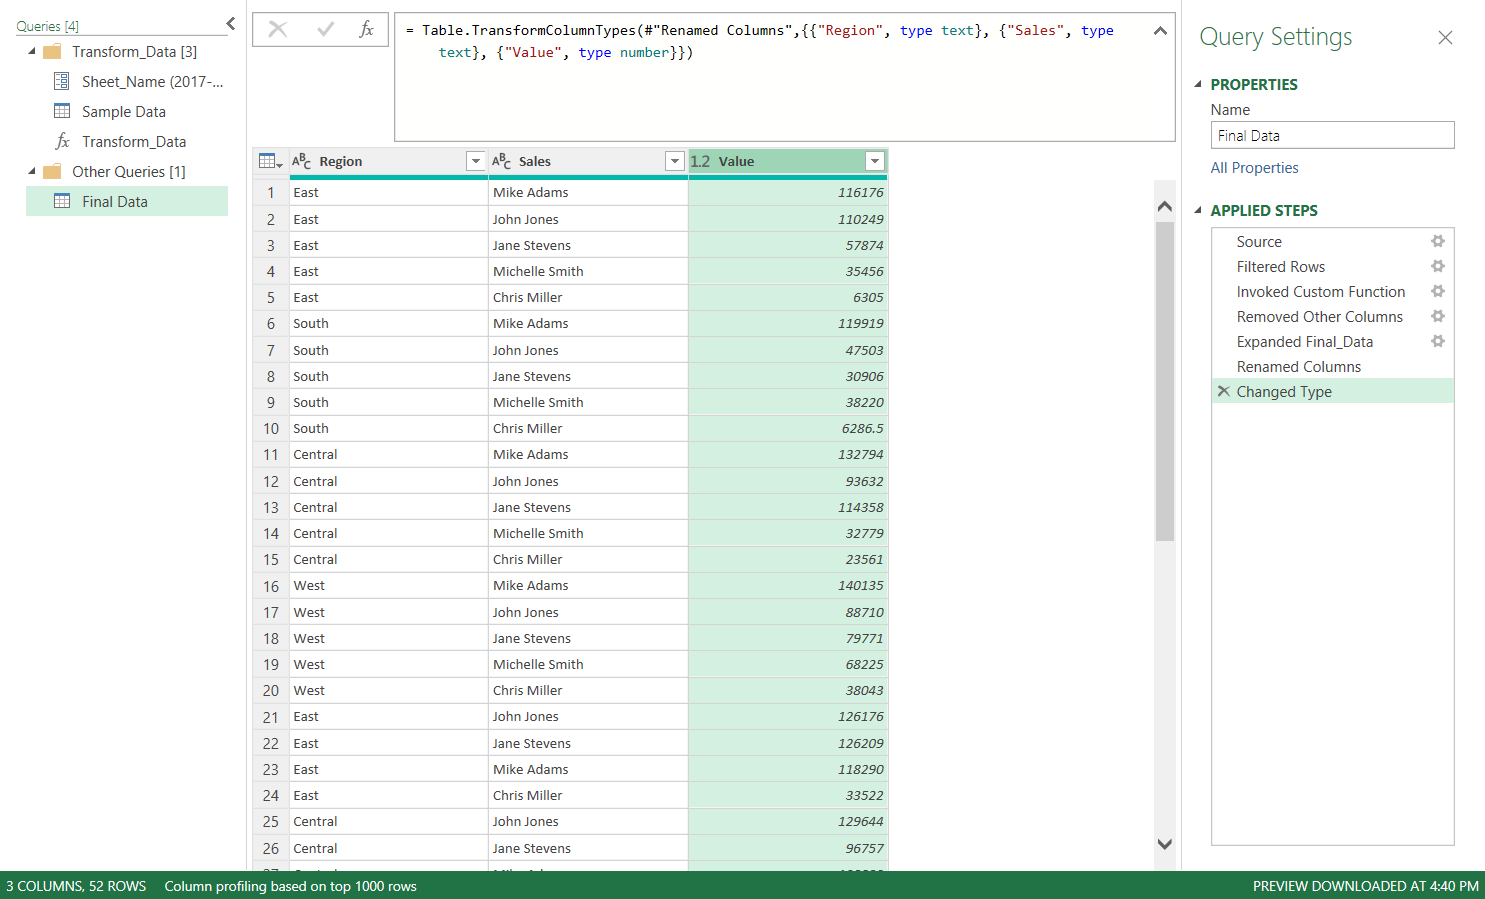 Queries [4]
Transform_Data [3]
Sheet_Name (2017-...
Sample Data
fx Transform_Data
Other Queries [1]
Final Data
fx
= Table.TransformColumnTypes(#"Renamed Columns",{{"Region", type text}, {"Sales", type
text}, {"Value", type number}})
ABC Region ABC Sales 1.2 Value
1 East Mike Adams 116176
2 East John Jones 110249
3 East Jane Stevens 57874
4 East Michelle Smith 35456
5 East Chris Miller 6305
6 South Mike Adams 119919
7 South John Jones 47503
8 South Jane Stevens 30906
9 South Michelle Smith 38220
10 South Chris Miller 6286.5
11 Central Mike Adams 132794
12 Central John Jones 93632
13 Central Jane Stevens 114358
14 Central Michelle Smith 32779
15 Central Chris Miller 23561
16 West Mike Adams 140135
17 West John Jones 88710
18 West Jane Stevens 79771
19 West Michelle Smith 68225
20 West Chris Miller 38043
21 East John Jones 126176
22 East Jane Stevens 126209
23 East Mike Adams 118290
24 East Chris Miller 33522
25 Central John Jones 129644
26 Central Jane Stevens 96757
Query Settings
PROPERTIES
Name
Final Data
All Properties
APPLIED STEPS
Source
Filtered Rows
Invoked Custom Function
Removed Other Columns
Expanded Final_Data
Renamed Columns
Changed Type
3 COLUMNS, 52 ROWS Column profiling based on top 1000 rows PREVIEW DOWNLOADED AT 4:40 PM